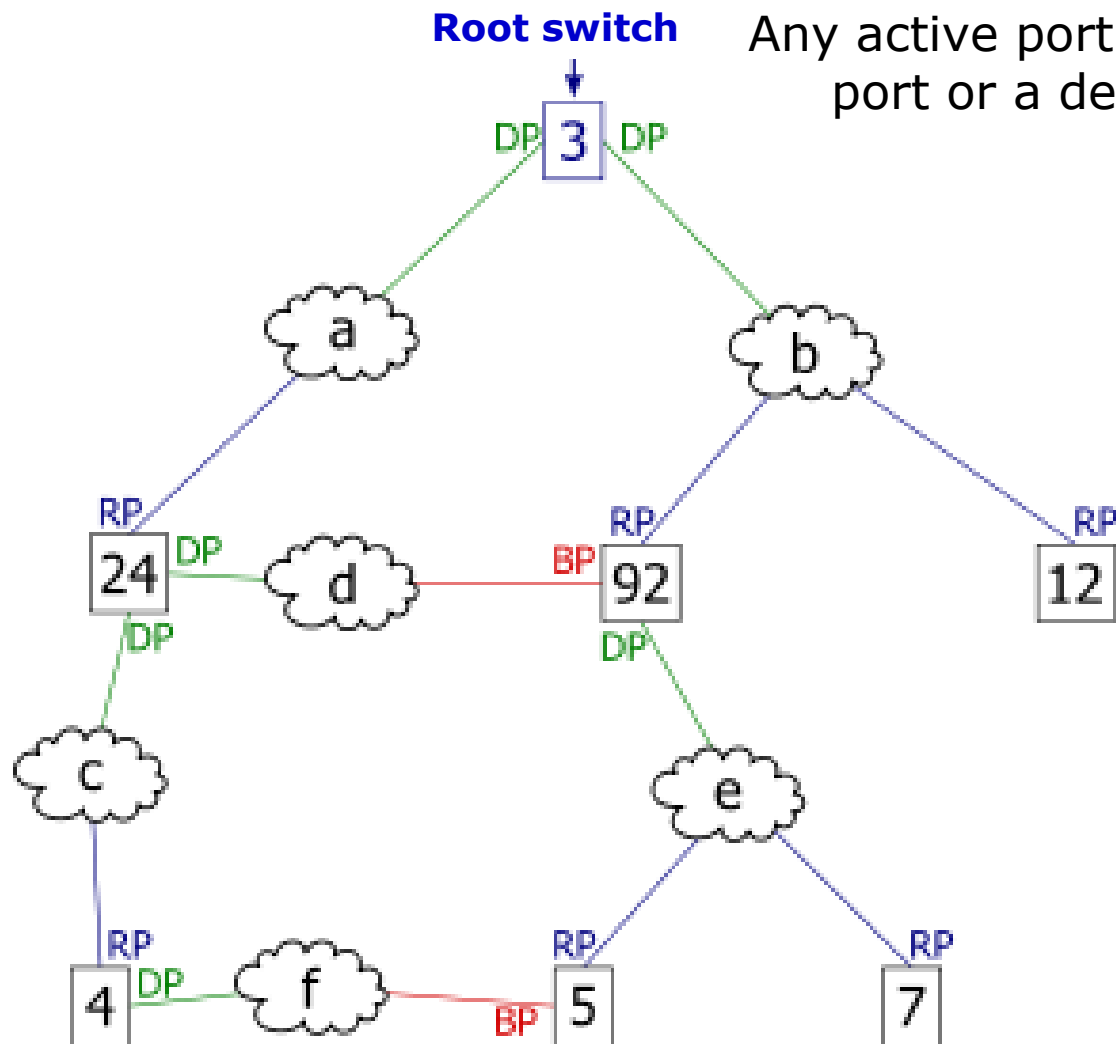 Root switch
Any active port
port or a de
DP 3 DP
a
b
RP
RP
RP
24 DP
d
BP 92
12
DP
DP
c
e
RP
RP
RP
4 DP
f
BP 5
7